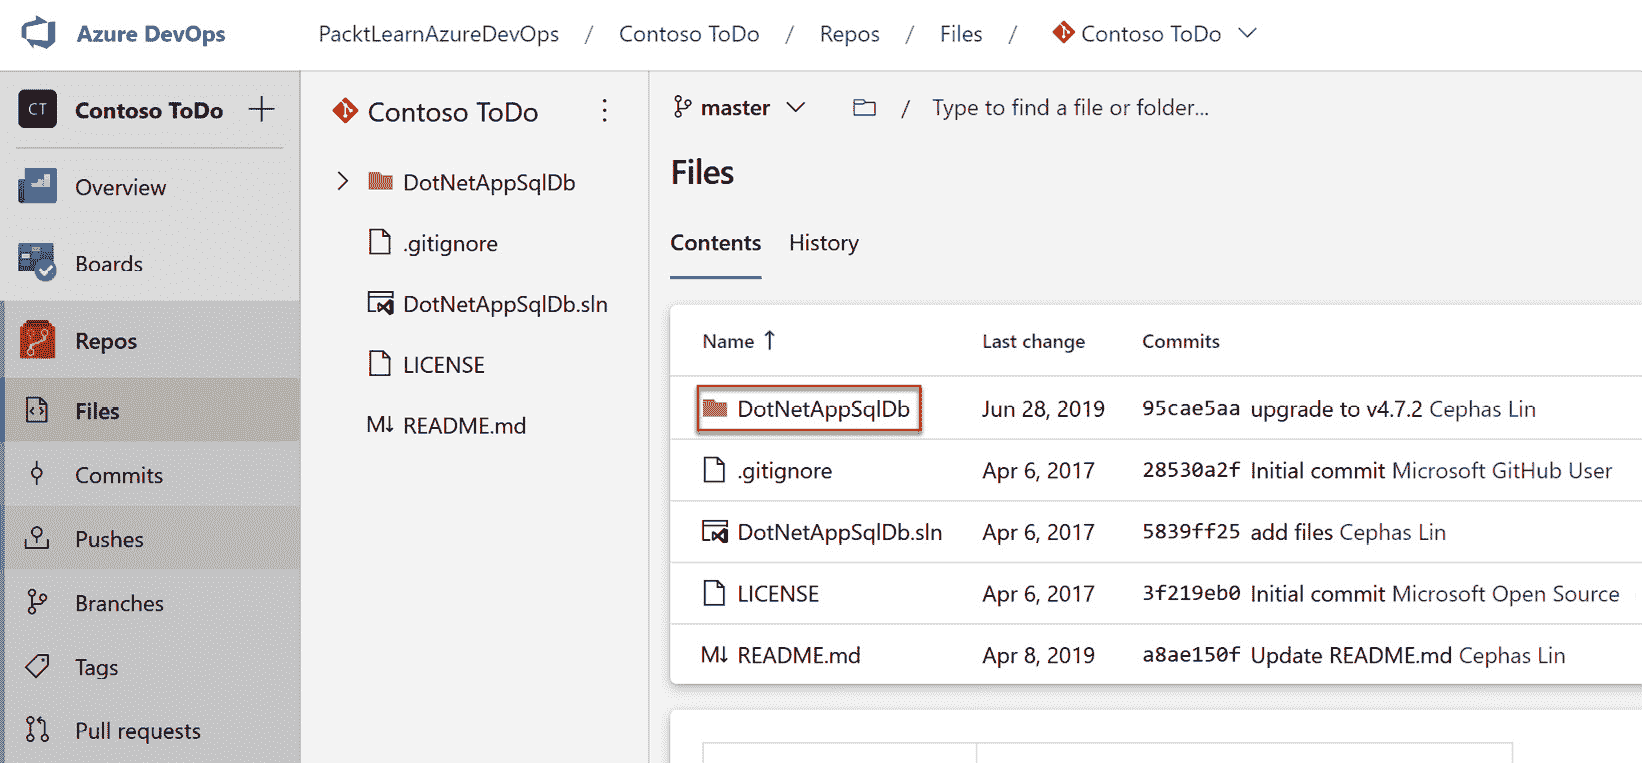 Azure DevOps
PacktLearnAzureDevOps / Contoso ToDo / Repos / Files / Contoso ToDo
CT Contoso ToDo
Overview
Boards
Repos
Files
Commits
Pushes
Branches
Tags
Pull requests
Contoso ToDo
DotNetAppSqlDb
.gitignore
DotNetAppSqlDb.sln
LICENSE
M↓ README.md
master / Type to find a file or folder...
Files
Contents History
Name ↑ Last change Commits
DotNetAppSqlDb Jun 28, 2019 95cae5aa upgrade to v4.7.2 Cephas Lin
.gitignore Apr 6, 2017 28530a2f Initial commit Microsoft GitHub User
DotNetAppSqlDb.sln Apr 6, 2017 5839ff25 add files Cephas Lin
LICENSE Apr 6, 2017 3f219eb0 Initial commit Microsoft Open Source
M↓ README.md Apr 8, 2019 a8ae150f Update README.md Cephas Lin